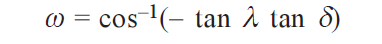 ω = cos⁻¹(– tan λ tan δ)